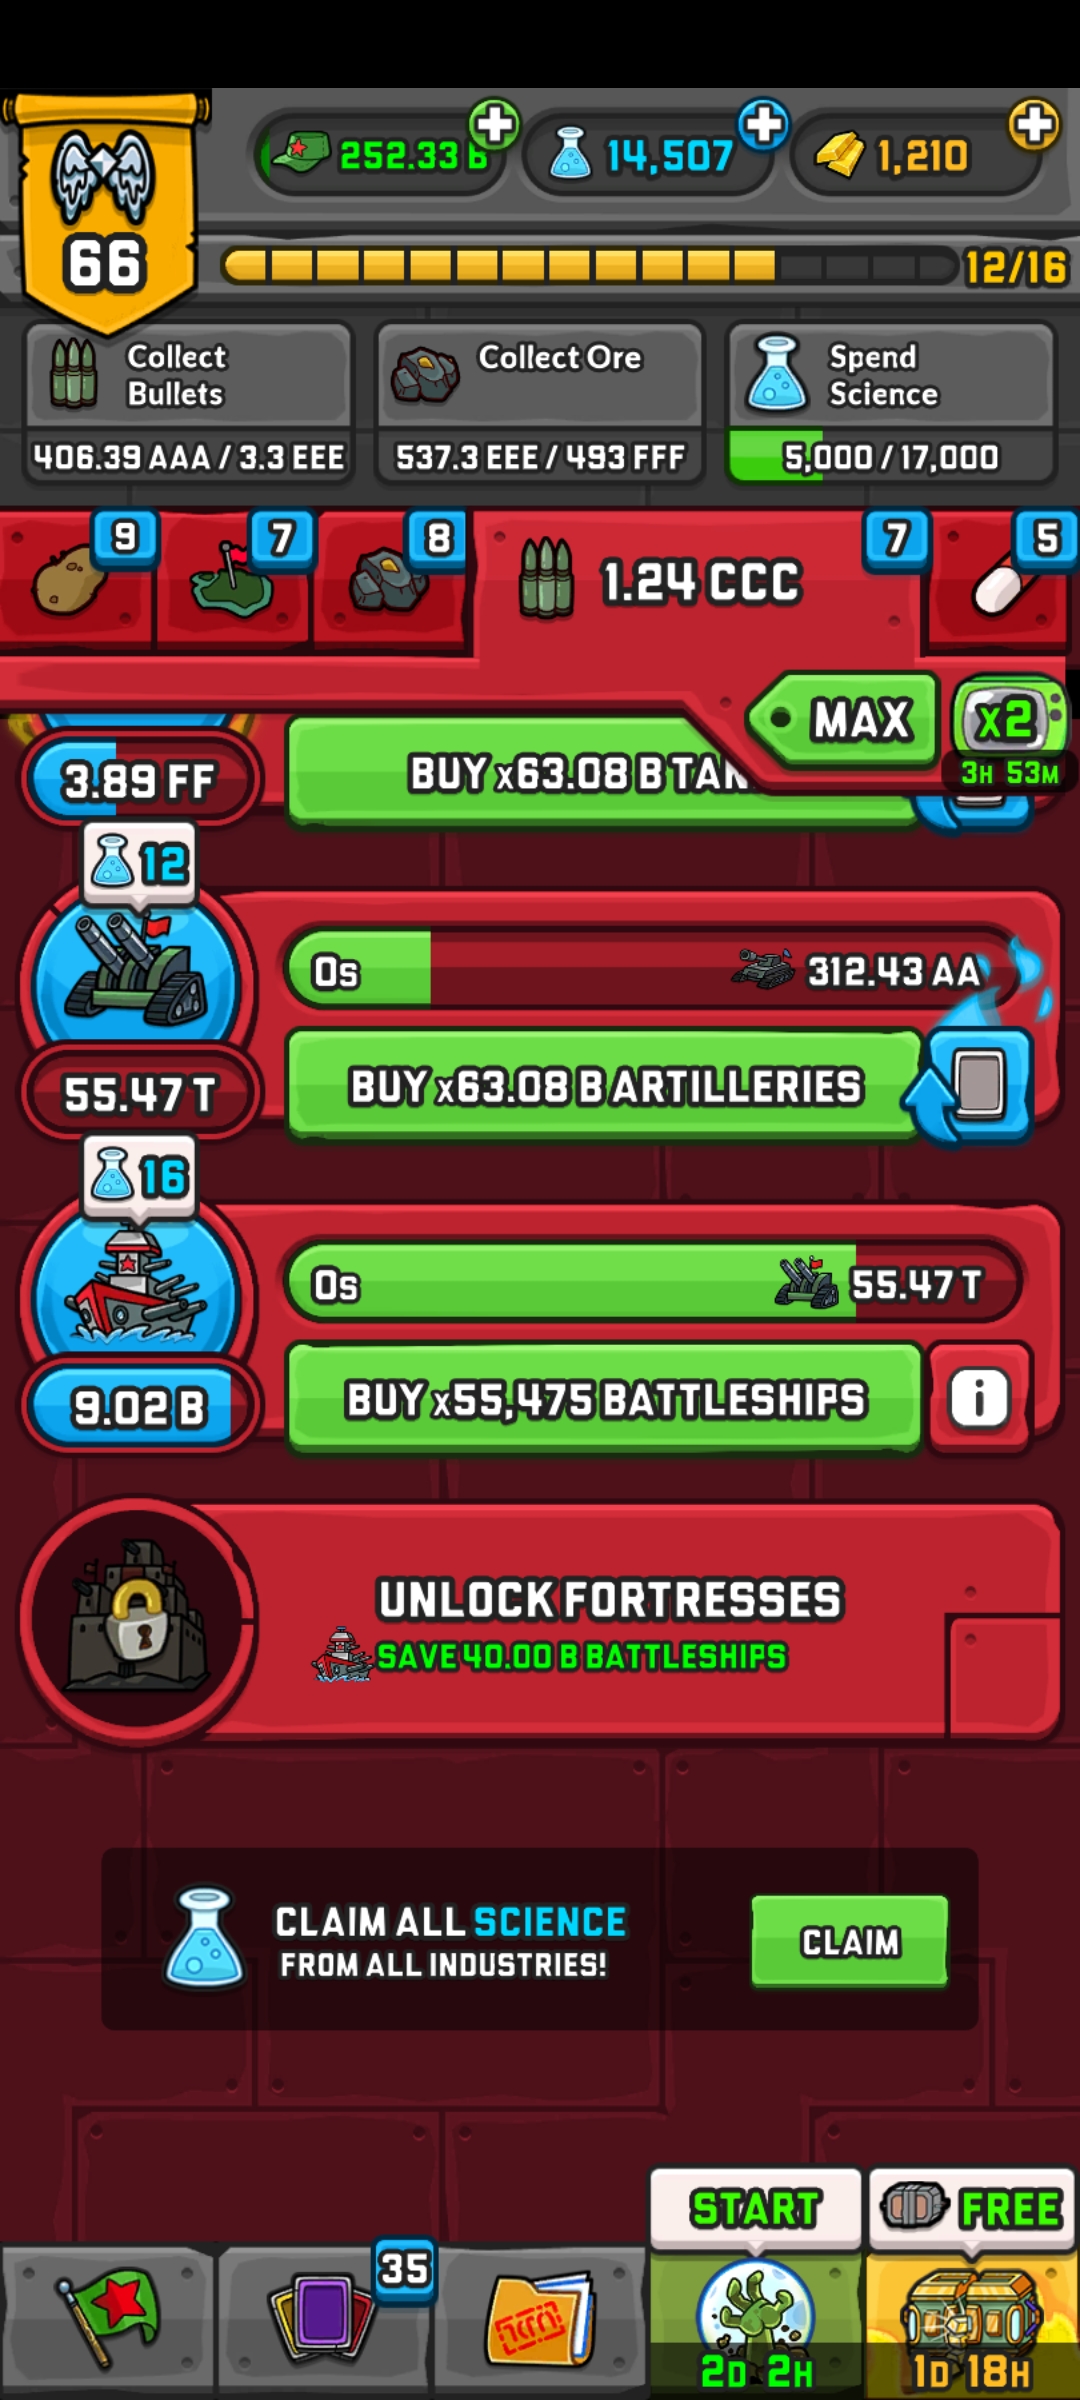 252.33 B
14,507
1,210
66
12/16
Collect
Bullets
Collect Ore
Spend
Science
406.39 AAA / 3.3 EEE
537.3 EEE / 493 FFF
5,000 / 17,000
9
7
8
1.24 CCC
7
5
MAX
x2
3H 53M
3.89 FF
BUY x63.08 B
12
0s
312.43 AA
55.47 T
BUY x63.08 B ARTILLERIES
16
0s
55.47 T
9.02 B
BUY x55,475 BATTLESHIPS
i
UNLOCK FORTRESSES
SAVE 40.00 B BATTLESHIPS
CLAIM ALL SCIENCE
FROM ALL INDUSTRIES!
CLAIM
START
FREE
35
2D 2H
1D 18H